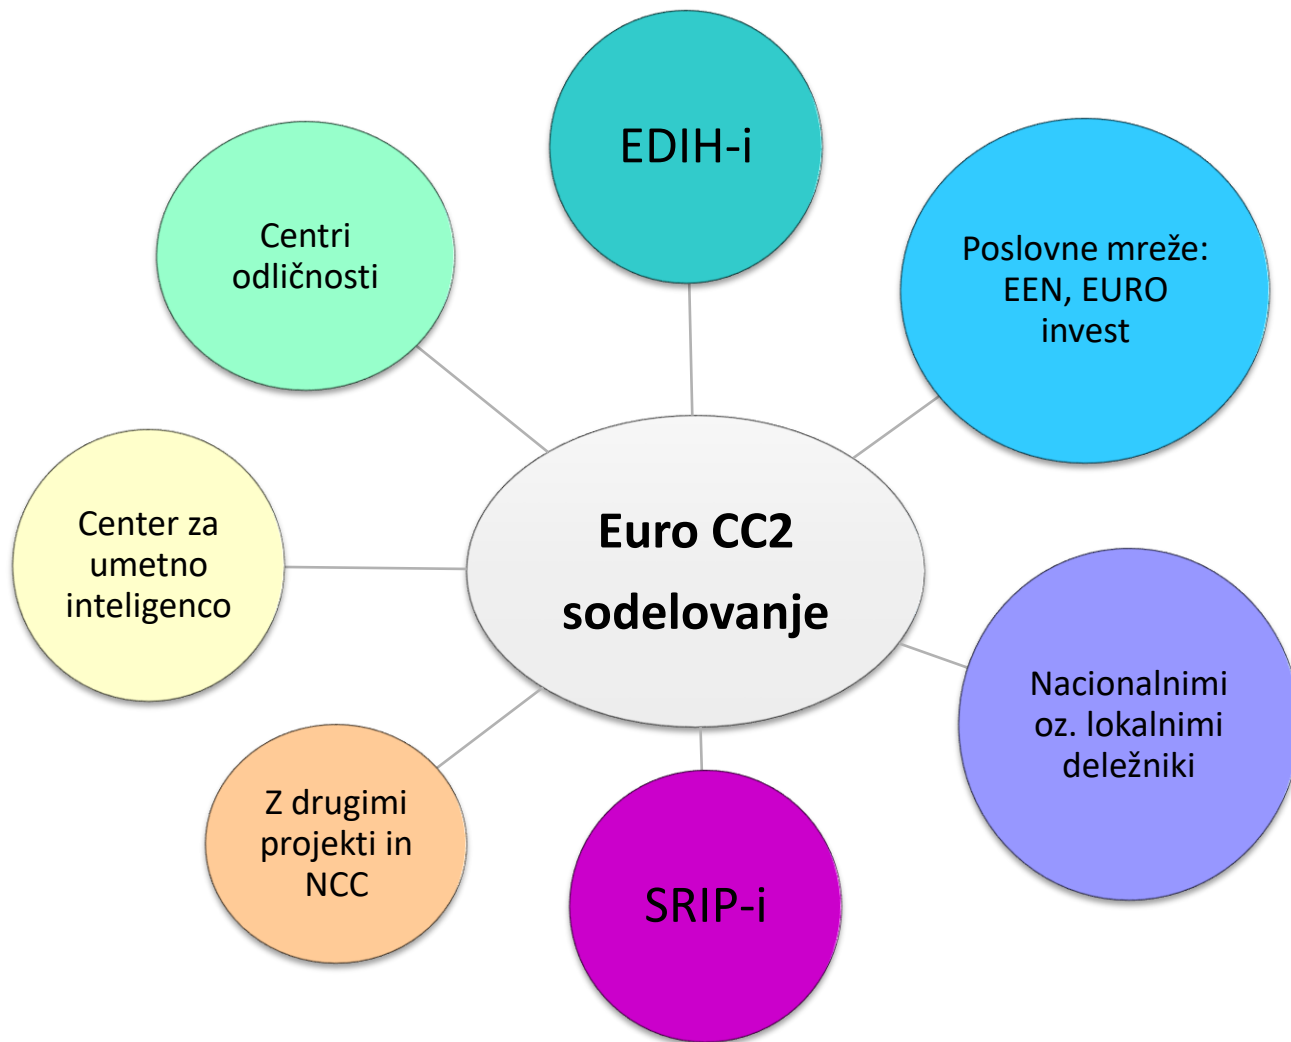 EDIH-i
Centri
odličnosti
Poslovne mreže:
EEN, EURO
invest
Center za
umetno
inteligenco
Euro CC2
sodelovanje
Nacionalnimi
oz. lokalnimi
deležniki
Z drugimi
projekti in
NCC
SRIP-i